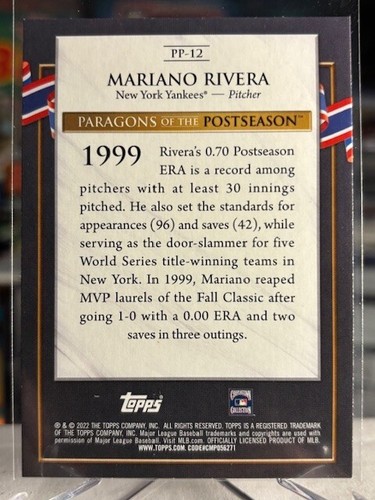 PP-12
MARIANO RIVERA
New York Yankees® — Pitcher
PARAGONS OF THE POSTSEASON™
1999 Rivera's 0.70 Postseason
ERA is a record among
pitchers with at least 30 innings
pitched. He also set the standards for
appearances (96) and saves (42), while
serving as the door-slammer for five
World Series title-winning teams in
New York. In 1999, Mariano reaped
MVP laurels of the Fall Classic after
going 1-0 with a 0.00 ERA and two
saves in three outings.
Topps
® & © 2022 THE TOPPS COMPANY, INC. ALL RIGHTS RESERVED. TOPPS IS A REGISTERED TRADEMARK
OF THE TOPPS COMPANY, INC. Major League Baseball trademarks and copyrights are used with
permission of Major League Baseball. Visit MLB.com. OFFICIALLY LICENSED PRODUCT OF MLB.
WWW.TOPPS.COM. CODE#CMP056271